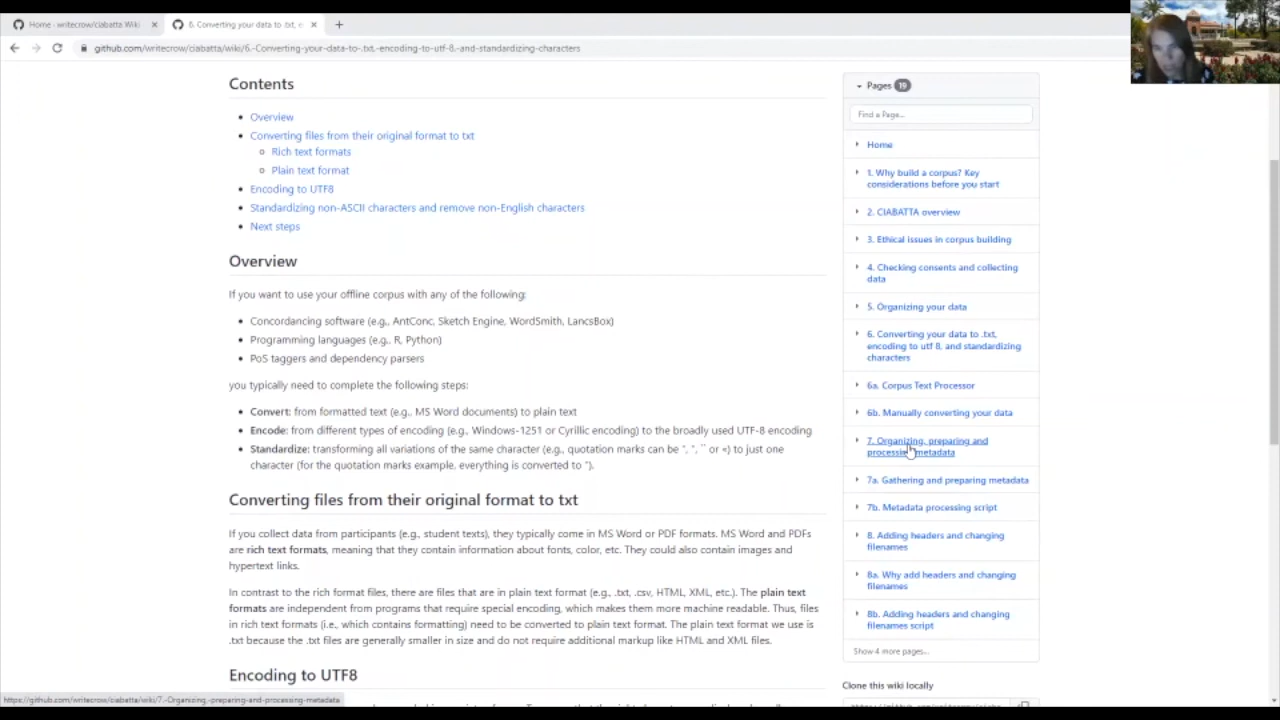 Home · writecrow/ciabatta Wiki
6. Converting your data to .txt, e
github.com/writecrow/ciabatta/wiki/6.-Converting-your-data-to-.txt,-encoding-to-utf-8,-and-standardizing-characters
Contents
Overview
Converting files from their original format to txt
Rich text formats
Plain text format
Encoding to UTF8
Standardizing non-ASCII characters and remove non-English characters
Next steps
Overview
If you want to use your offline corpus with any of the following:
Concordancing software (e.g., AntConc, Sketch Engine, WordSmith, LancsBox)
Programming languages (e.g., R, Python)
PoS taggers and dependency parsers
you typically need to complete the following steps:
Convert: from formatted text (e.g., MS Word documents) to plain text
Encode: from different types of encoding (e.g., Windows-1251 or Cyrillic encoding) to the broadly used UTF-8 encoding
Standardize: transforming all variations of the same character (e.g., quotation marks can be ", ", `` or «) to just one
character (for the quotation marks example, everything is converted to ").
Converting files from their original format to txt
If you collect data from participants (e.g., student texts), they typically come in MS Word or PDF formats. MS Word and PDFs
are rich text formats, meaning that they contain information about fonts, color, etc. They could also contain images and
hypertext links.
In contrast to the rich format files, there are files that are in plain text format (e.g., .txt, .csv, HTML, XML, etc.). The plain text
formats are independent from programs that require special encoding, which makes them more machine readable. Thus, files
in rich text formats (i.e., which contains formatting) need to be converted to plain text format. The plain text format we use is
.txt because the .txt files are generally smaller in size and do not require additional markup like HTML and XML files.
Encoding to UTF8
Pages 19
Find a Page...
Home
1. Why build a corpus? Key
considerations before you start
2. CIABATTA overview
3. Ethical issues in corpus building
4. Checking consents and collecting
data
5. Organizing your data
6. Converting your data to .txt,
encoding to utf 8, and standardizing
characters
6a. Corpus Text Processor
6b. Manually converting your data
7. Organizing, preparing and
processing metadata
7a. Gathering and preparing metadata
7b. Metadata processing script
8. Adding headers and changing
filenames
8a. Why add headers and changing
filenames
8b. Adding headers and changing
filenames script
Show 4 more pages...
Clone this wiki locally
https://github.com/writecrow/ciabatta/wiki/7.-Organizing,-preparing-and-processing-metadata